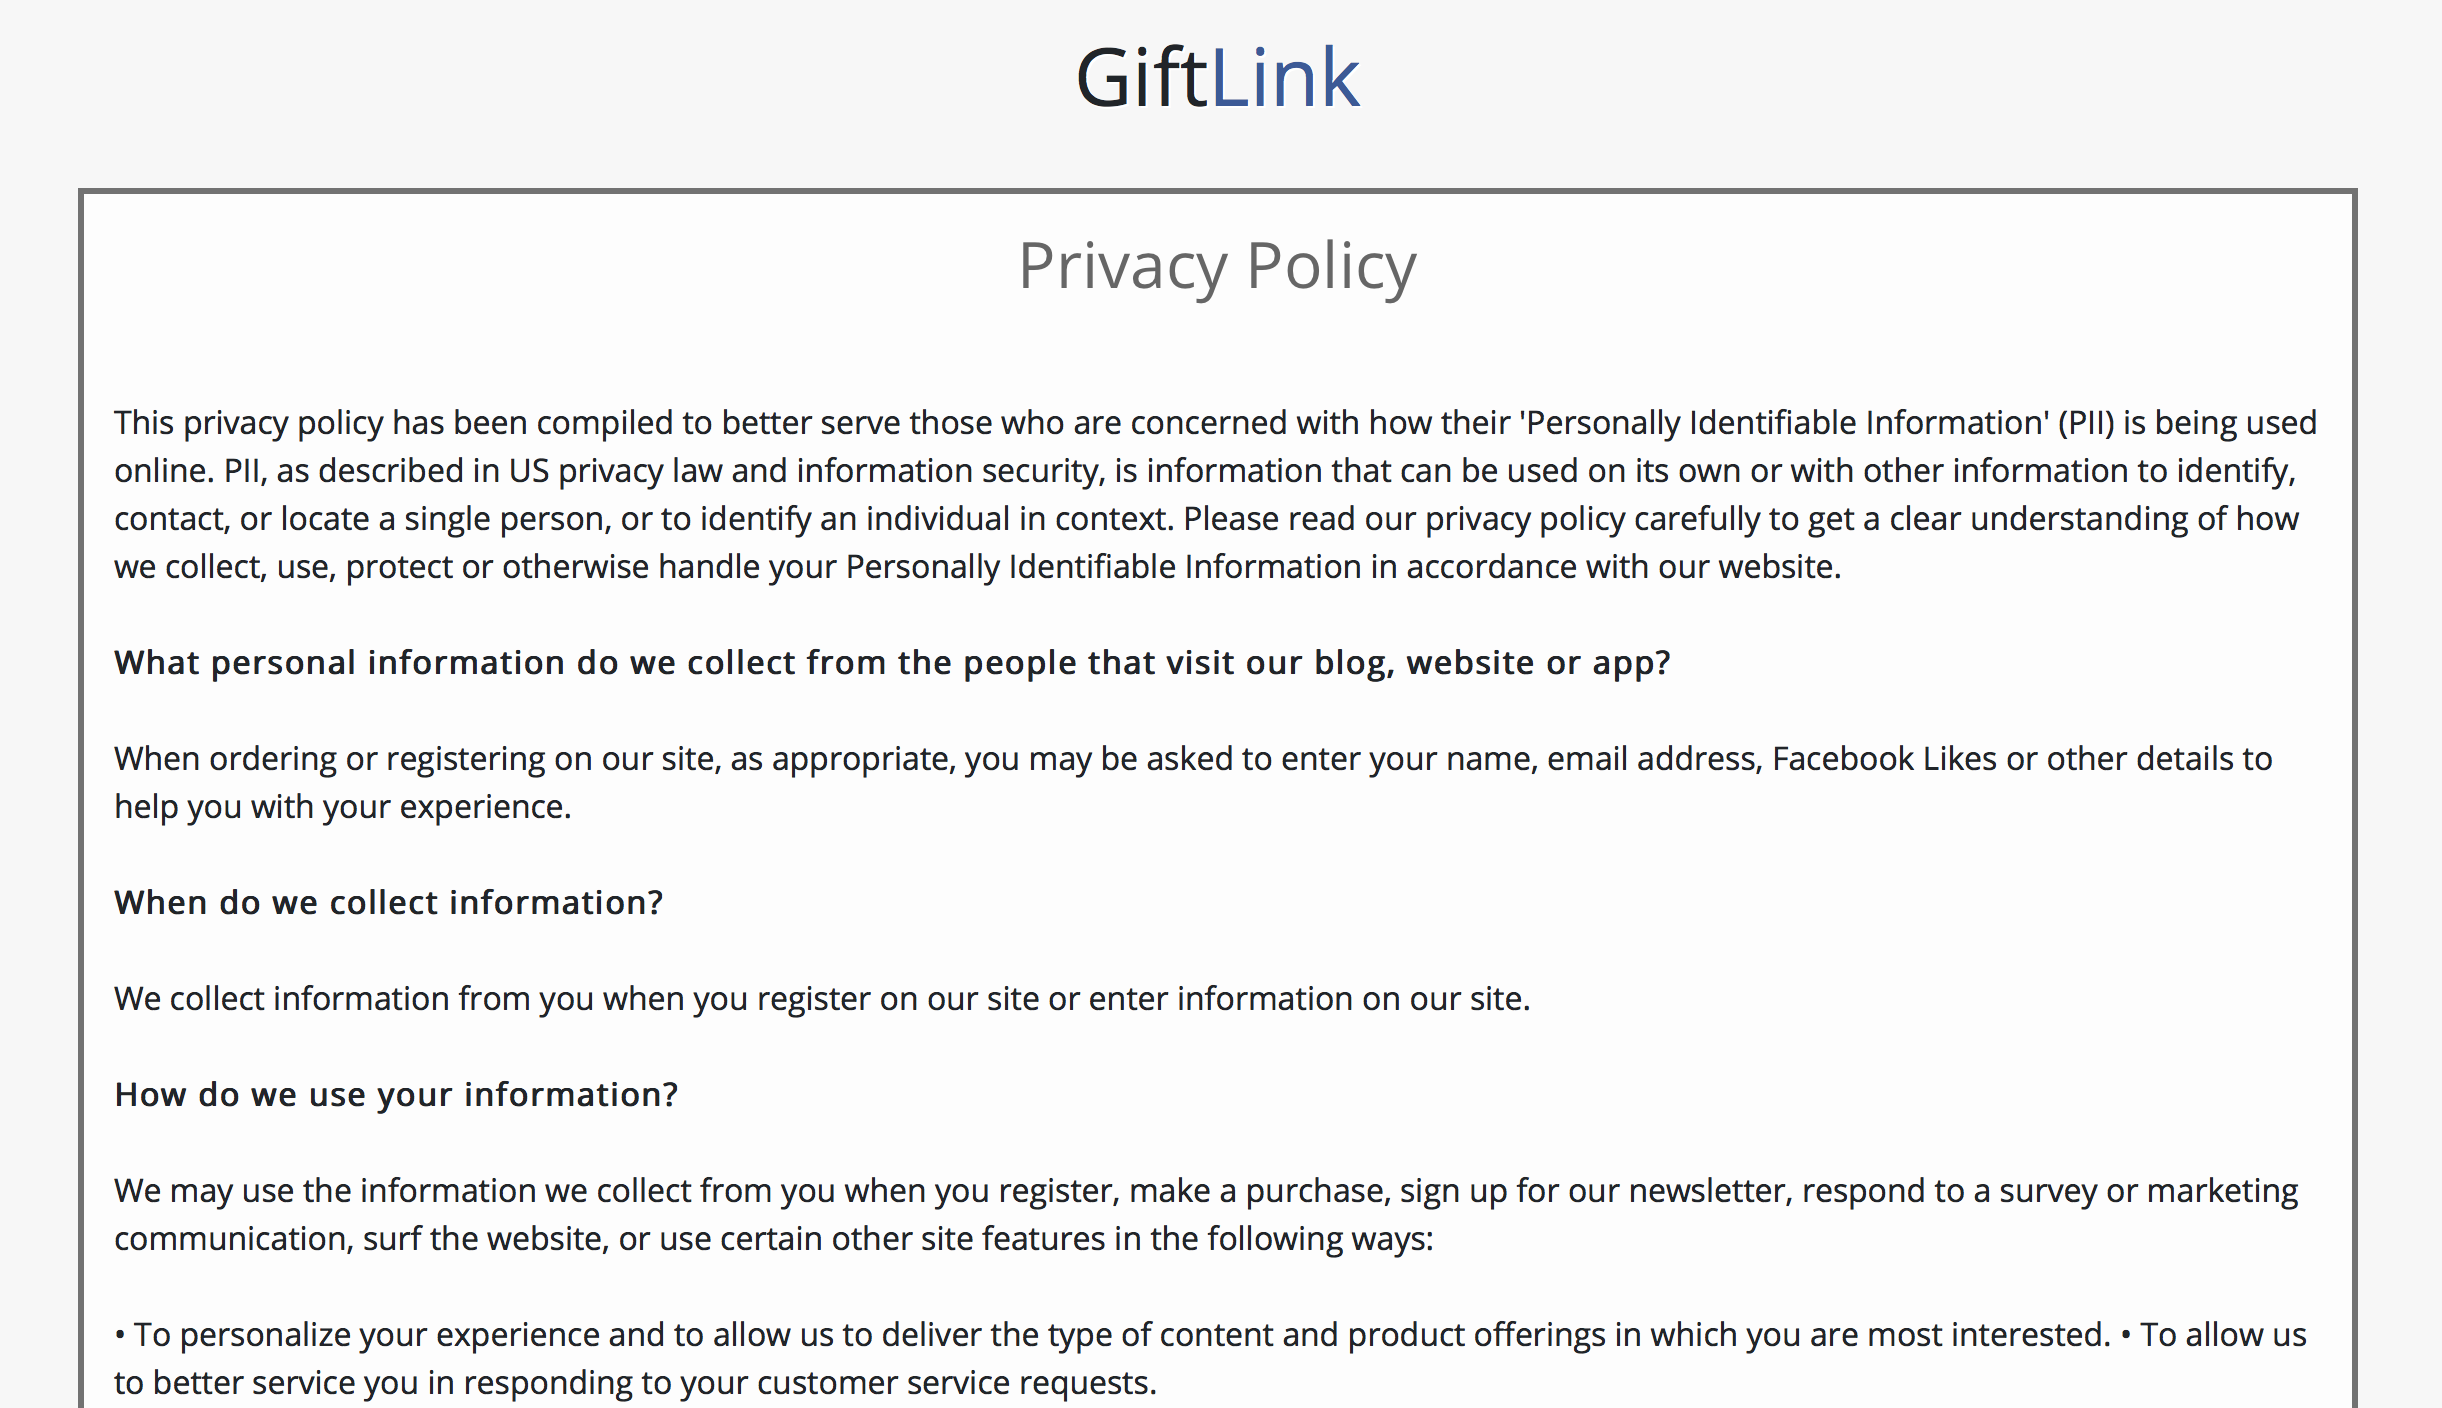 GiftLink
Privacy Policy
This privacy policy has been compiled to better serve those who are concerned with how their 'Personally Identifiable Information' (PII) is being used
online. PII, as described in US privacy law and information security, is information that can be used on its own or with other information to identify,
contact, or locate a single person, or to identify an individual in context. Please read our privacy policy carefully to get a clear understanding of how
we collect, use, protect or otherwise handle your Personally Identifiable Information in accordance with our website.
What personal information do we collect from the people that visit our blog, website or app?
When ordering or registering on our site, as appropriate, you may be asked to enter your name, email address, Facebook Likes or other details to
help you with your experience.
When do we collect information?
We collect information from you when you register on our site or enter information on our site.
How do we use your information?
We may use the information we collect from you when you register, make a purchase, sign up for our newsletter, respond to a survey or marketing
communication, surf the website, or use certain other site features in the following ways:
• To personalize your experience and to allow us to deliver the type of content and product offerings in which you are most interested. • To allow us
to better service you in responding to your customer service requests.